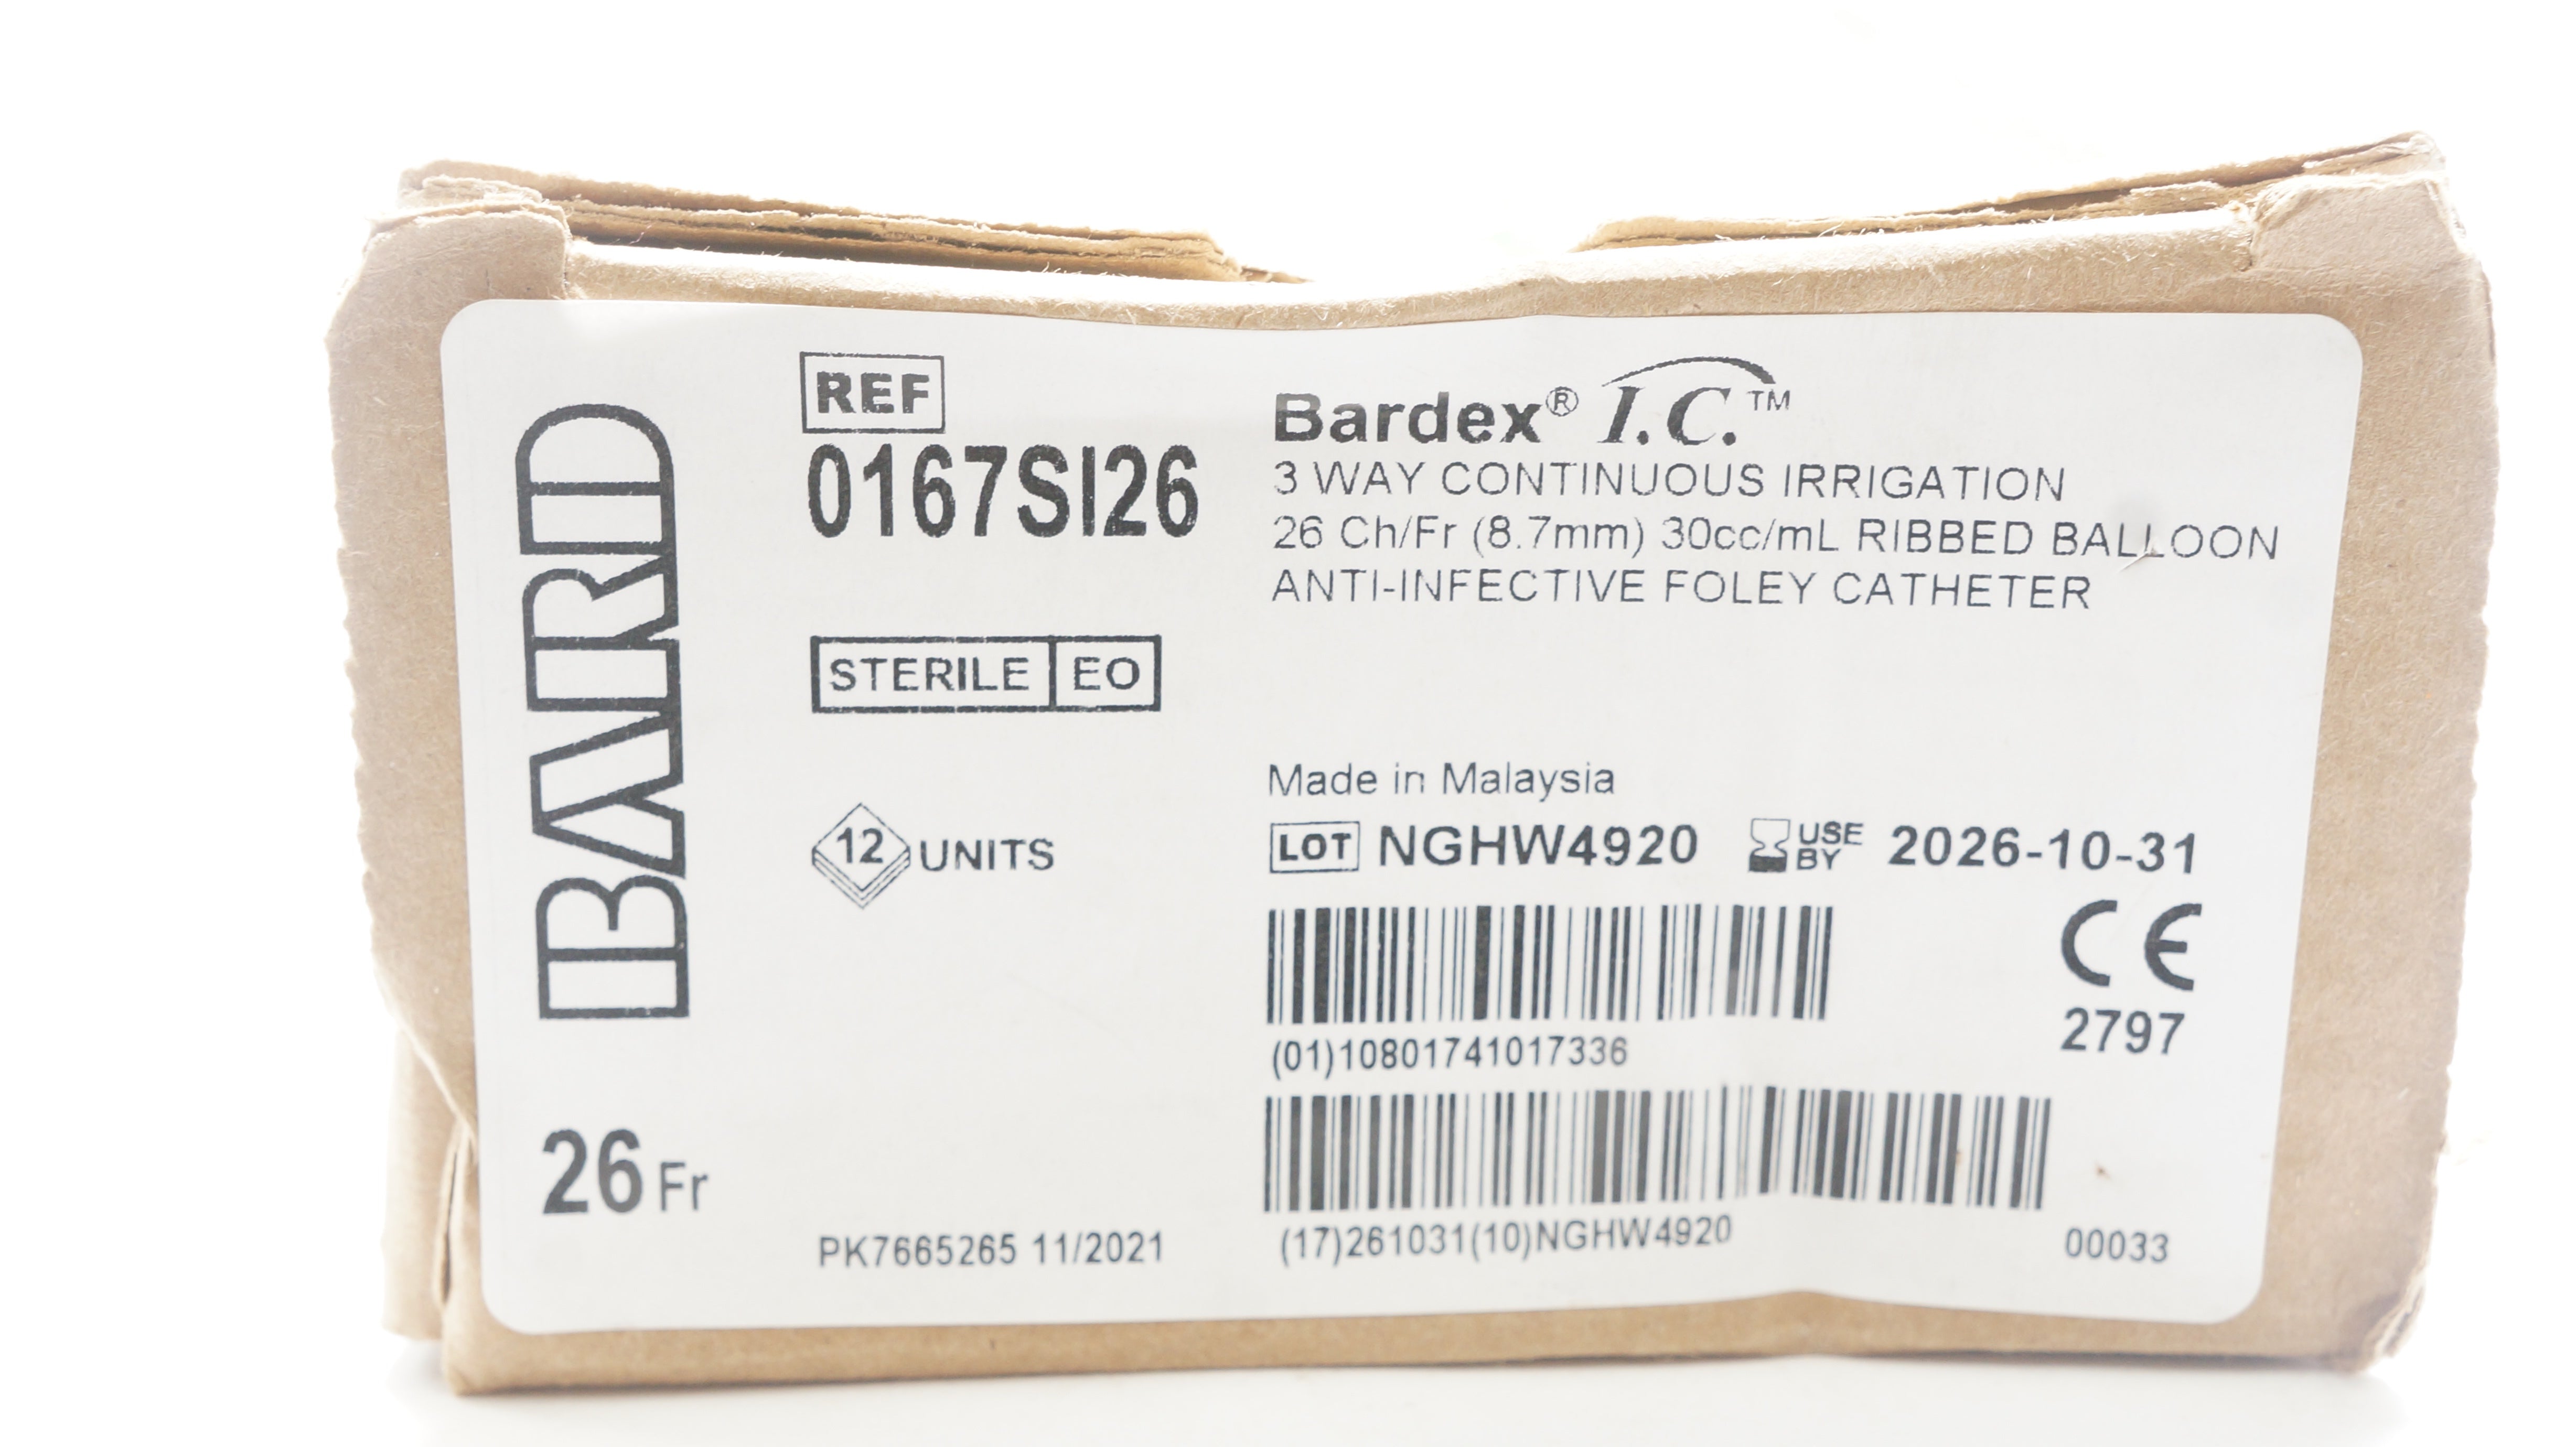 BARD
26 Fr
REF
0167SI26
STERILE EO
12 UNITS
PK7665265 11/2021
Bardex® I.C.™
3 WAY CONTINUOUS IRRIGATION
26 Ch/Fr (8.7mm) 30cc/mL RIBBED BALLOON
ANTI-INFECTIVE FOLEY CATHETER
Made in Malaysia
LOT NGHW4920 USE BY 2026-10-31
CE
2797
(01)10801741017336
(17)261031(10)NGHW4920
00033